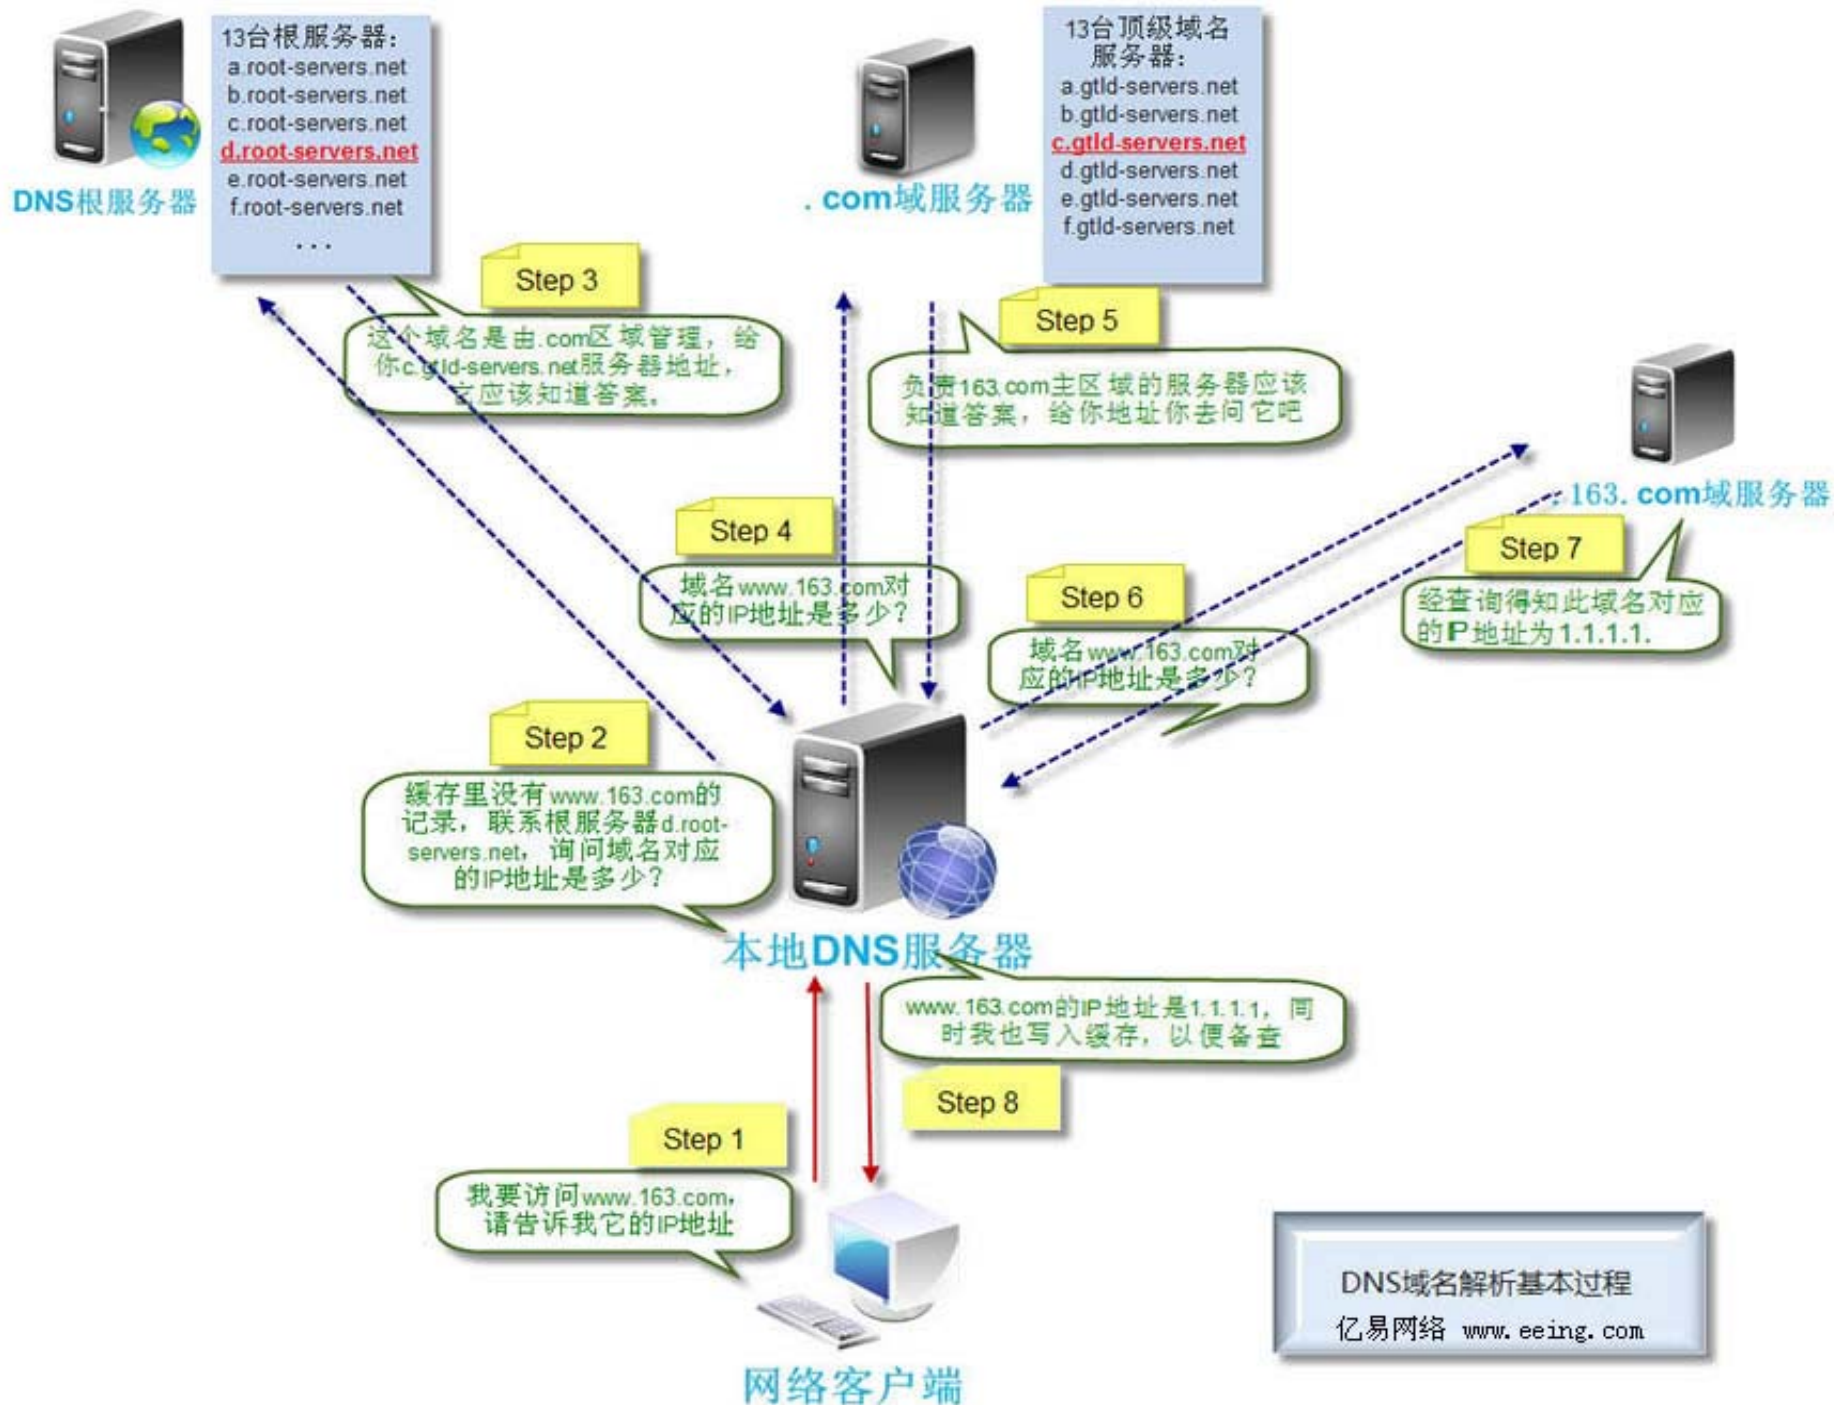 13台根服务器：
a.root-servers.net
b.root-servers.net
c.root-servers.net
d.root-servers.net
e.root-servers.net
f.root-servers.net
...
DNS根服务器
13台顶级域名
服务器：
a.gtld-servers.net
b.gtld-servers.net
c.gtld-servers.net
d.gtld-servers.net
e.gtld-servers.net
f.gtld-servers.net
.com域服务器
Step 3
这个域名是由.com区域管理，给
你c.gtld-servers.net服务器地址，
它应该知道答案。
Step 5
负责163.com主区域的服务器应该
知道答案，给你地址你去问它吧
.163.com域服务器
Step 4
域名www.163.com对
应的IP地址是多少？
Step 6
域名www.163.com对
应的IP地址是多少？
Step 7
经查询得知此域名对应
的IP地址为1.1.1.1.
Step 2
缓存里没有www.163.com的
记录，联系根服务器d.root-
servers.net，询问域名对应
的IP地址是多少？
本地DNS服务器
www.163.com的IP地址是1.1.1.1，同
时我也写入缓存，以便备查
Step 8
Step 1
我要访问www.163.com，
请告诉我它的IP地址
网络客户端
DNS域名解析基本过程
亿易网络 www.eeing.com